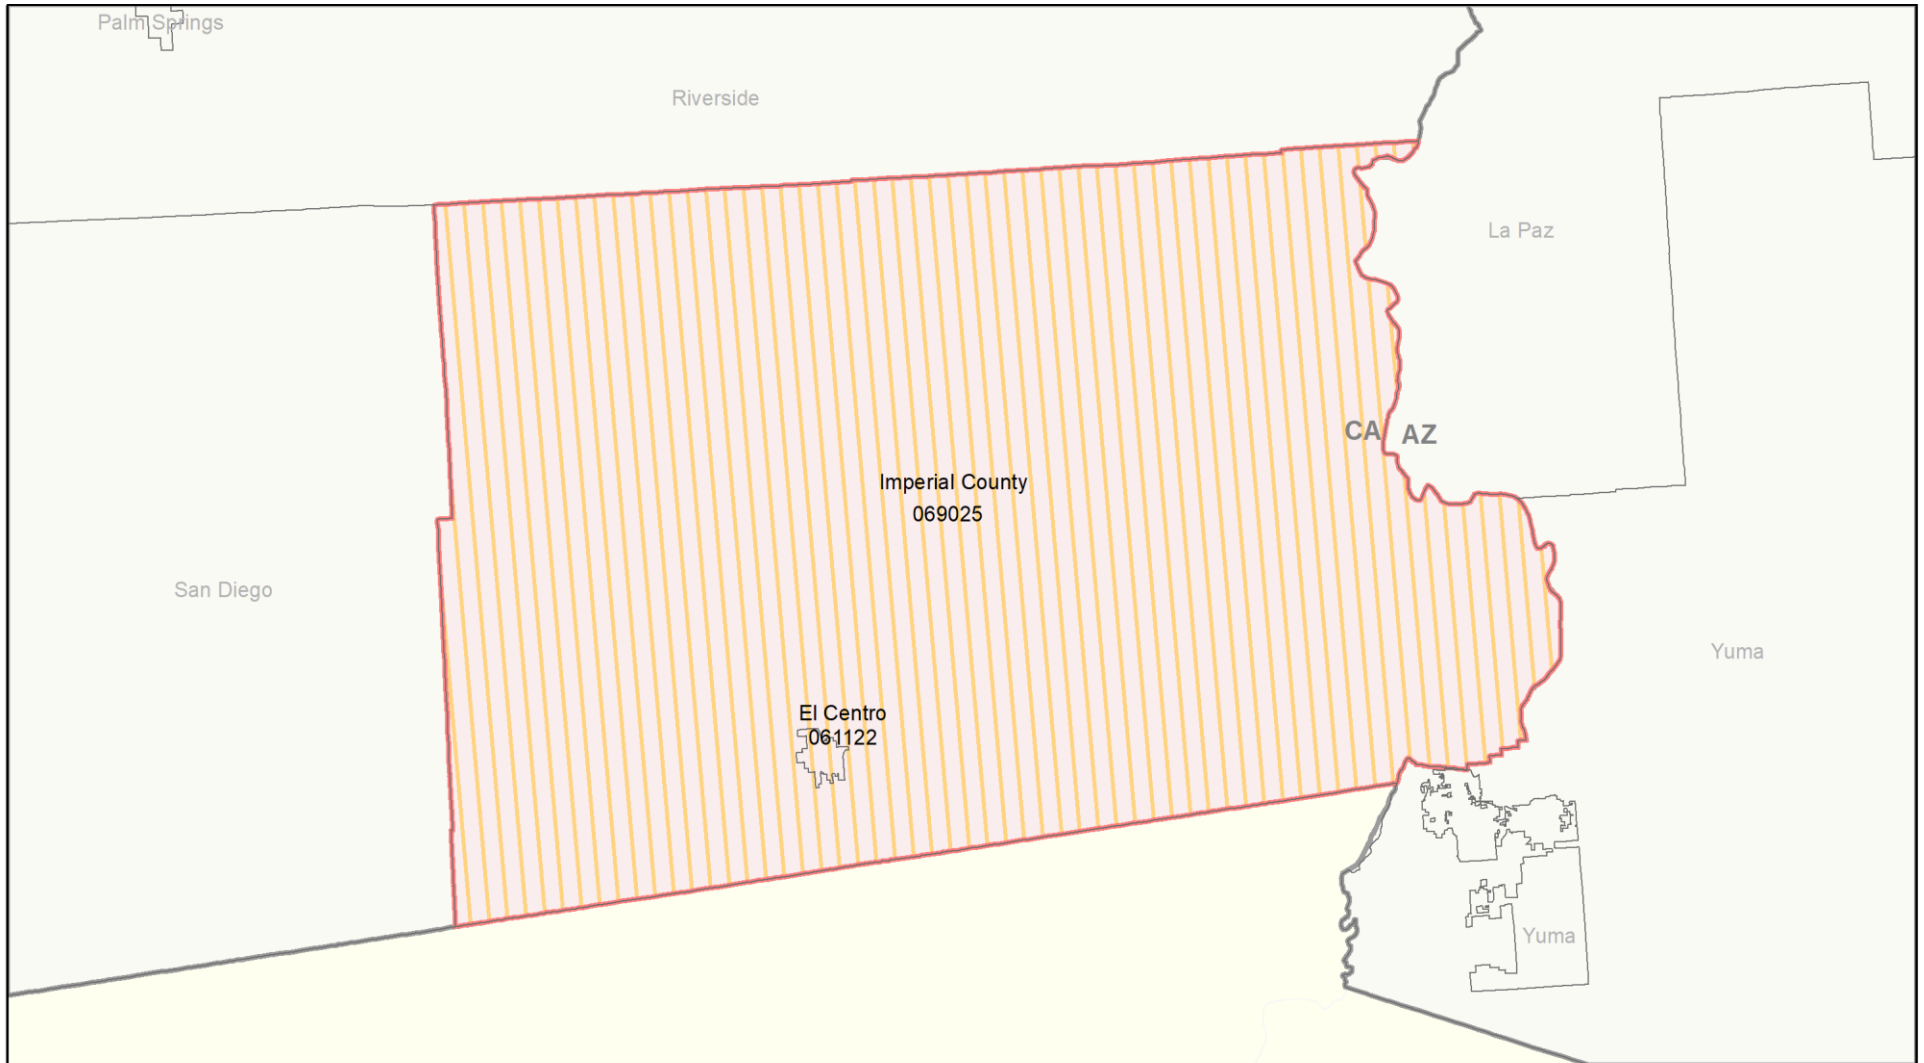 Palm Springs
Riverside
La Paz
CA
AZ
Imperial County
069025
San Diego
Yuma
El Centro
061122
Yuma